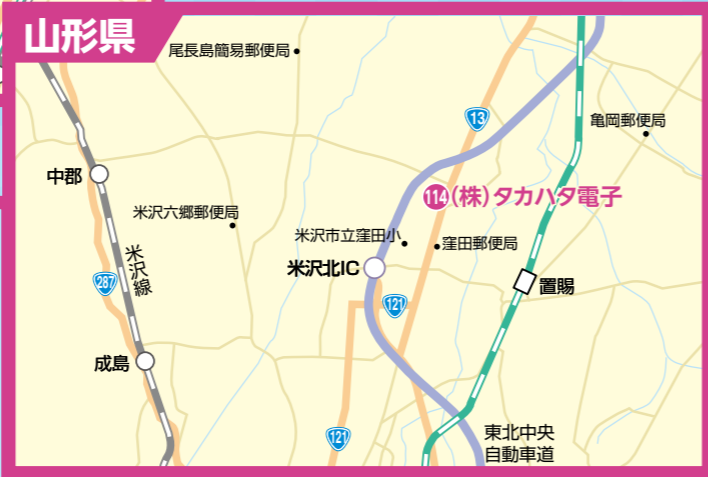 山形県
尾長島簡易郵便局
13
亀岡郵便局
中郡
114 (株)タカハタ電子
米沢六郷郵便局
米沢市立窪田小
窪田郵便局
米沢線
米沢北IC
287
置賜
121
成島
121
東北中央
自動車道